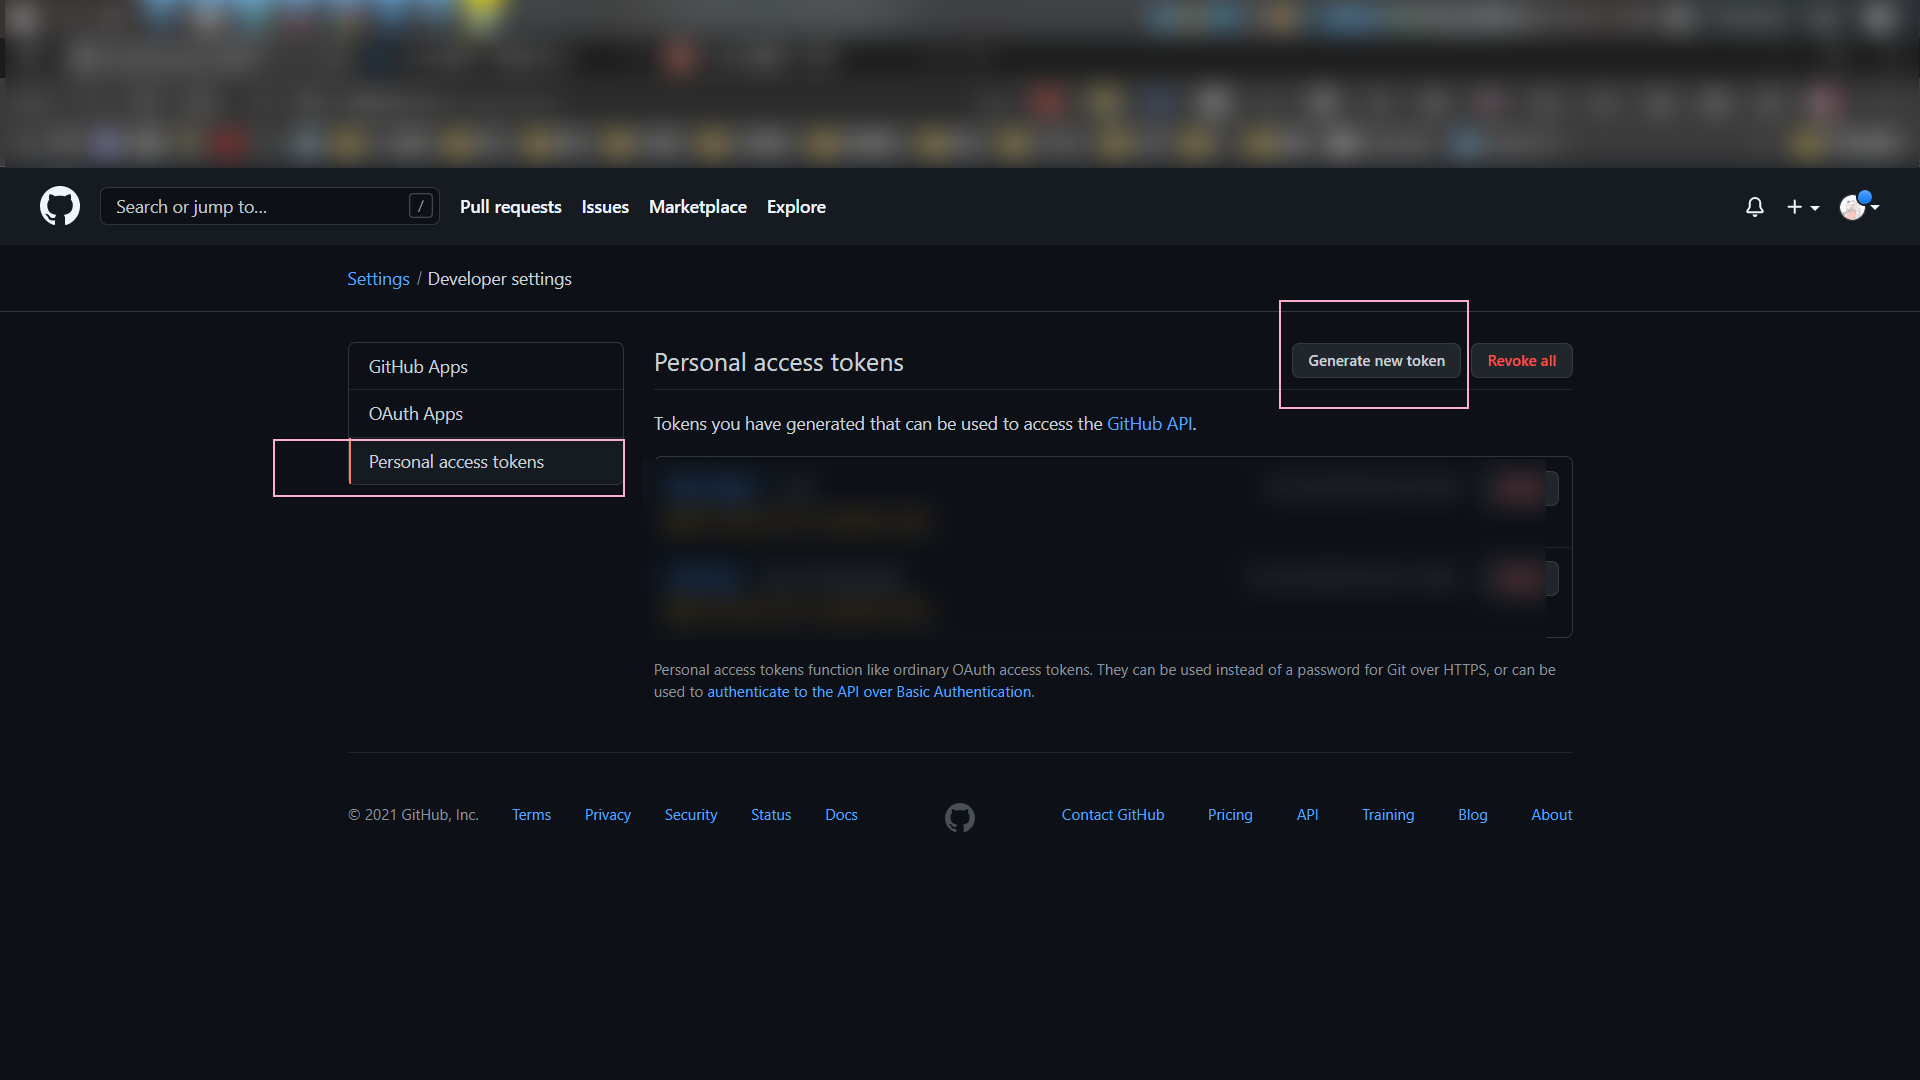 Search or jump to... /
Pull requests Issues Marketplace Explore
Settings / Developer settings
GitHub Apps
OAuth Apps
Personal access tokens
Personal access tokens
Generate new token Revoke all
Tokens you have generated that can be used to access the GitHub API.
Personal access tokens function like ordinary OAuth access tokens. They can be used instead of a password for Git over HTTPS, or can be
used to authenticate to the API over Basic Authentication.
© 2021 GitHub, Inc. Terms Privacy Security Status Docs Contact GitHub Pricing API Training Blog About